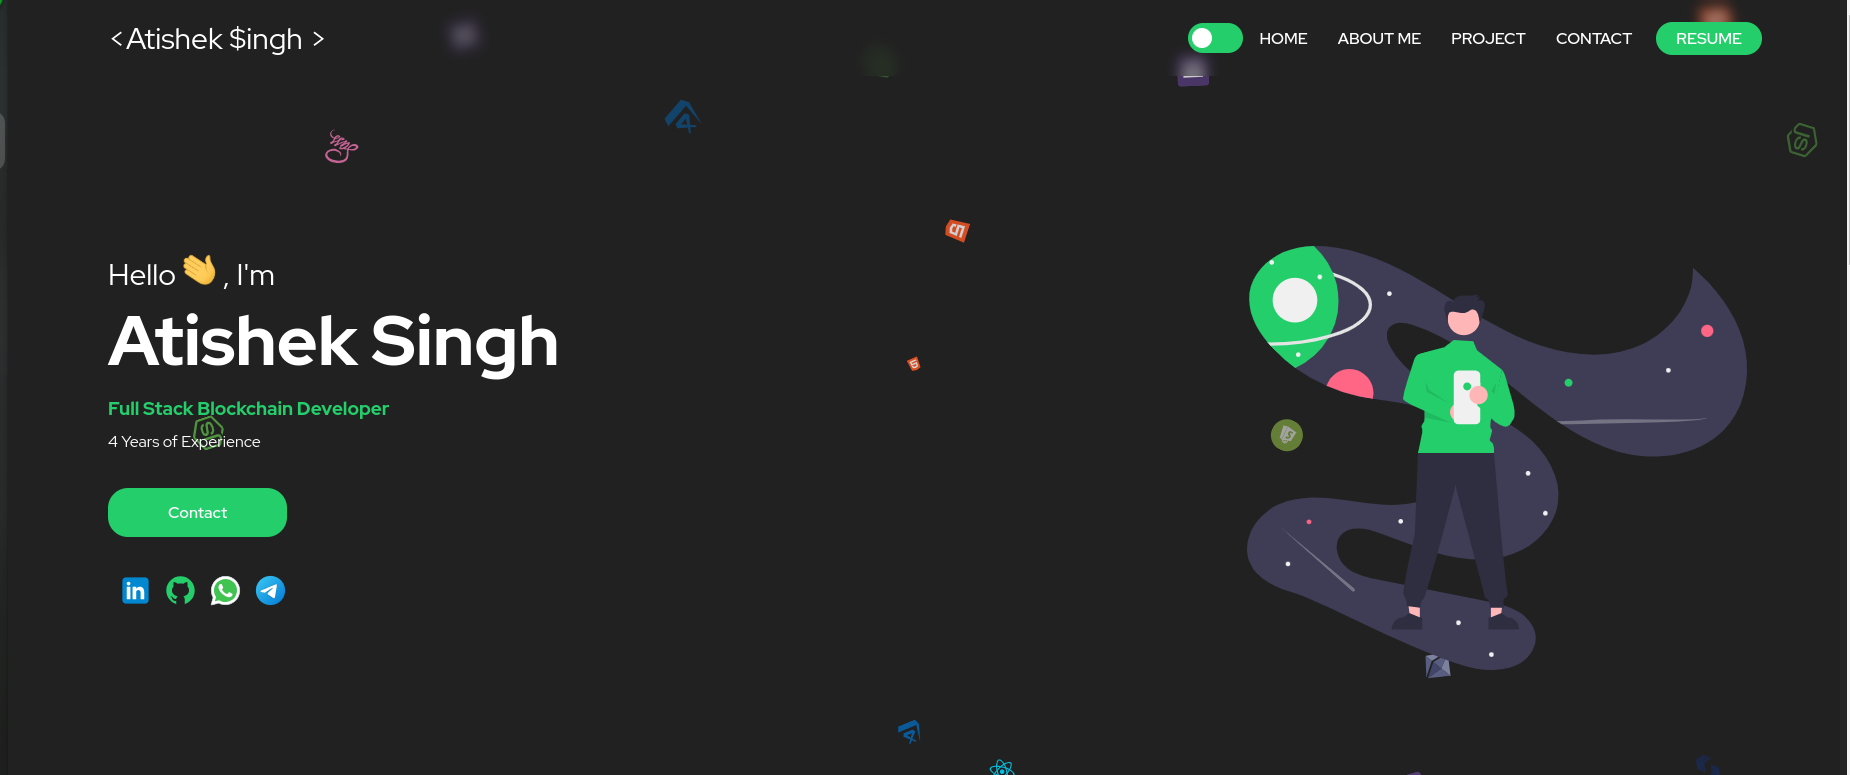 <Atishek $ingh >
HOME ABOUT ME PROJECT CONTACT RESUME
Hello 👋 , I'm
Atishek Singh
Full Stack Blockchain Developer
4 Years of Experience
Contact